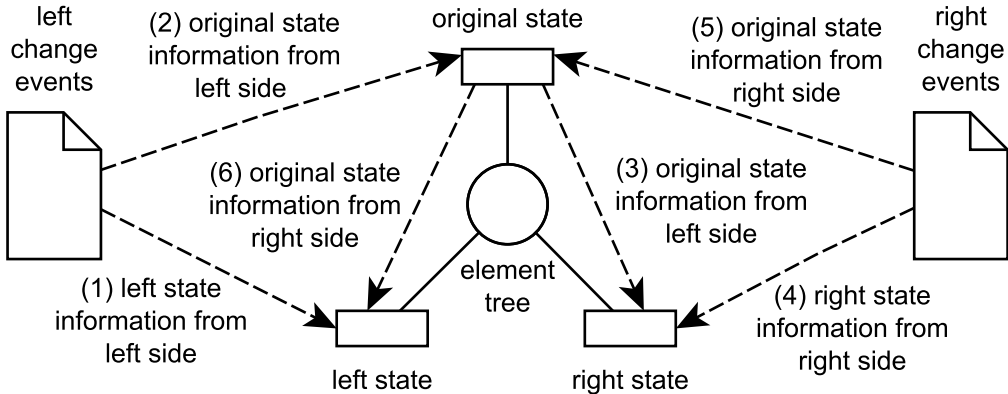 left
change
events
(2) original state
information from
left side
original state
(5) original state
information from
right side
right
change
events
(6) original state
information from
right side
(3) original state
information from
left side
element
tree
(1) left state
information from
left side
(4) right state
information from
right side
left state
right state